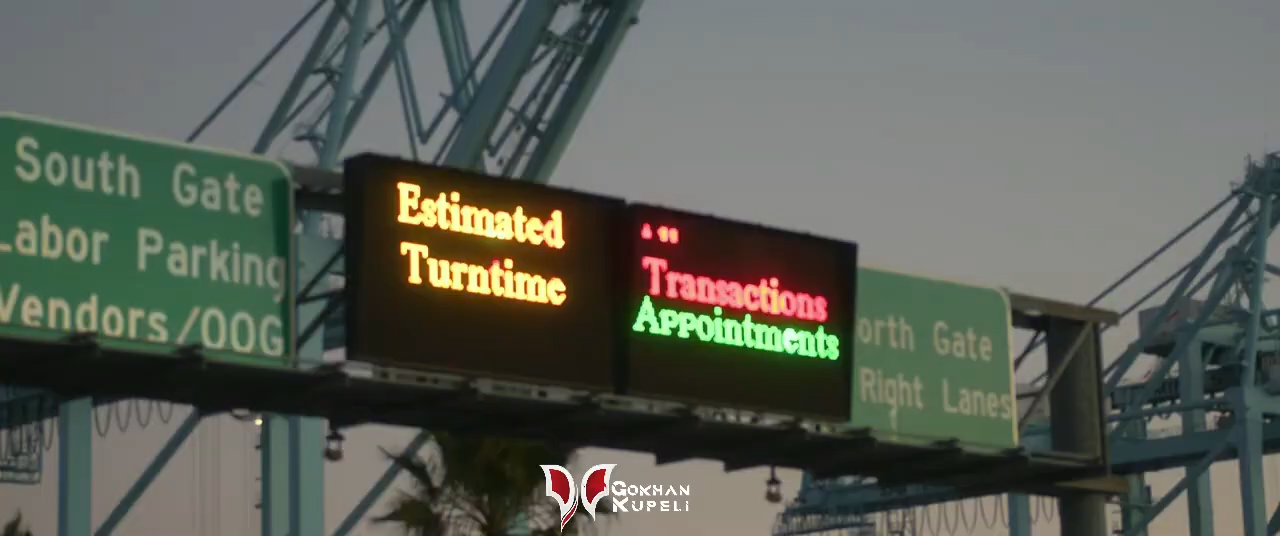 South Gate
Labor Parking
Vendors/OOG
Estimated
Turntime
Transactions
Appointments
orth Gate
Right Lanes
GOKHAN
KUPELI